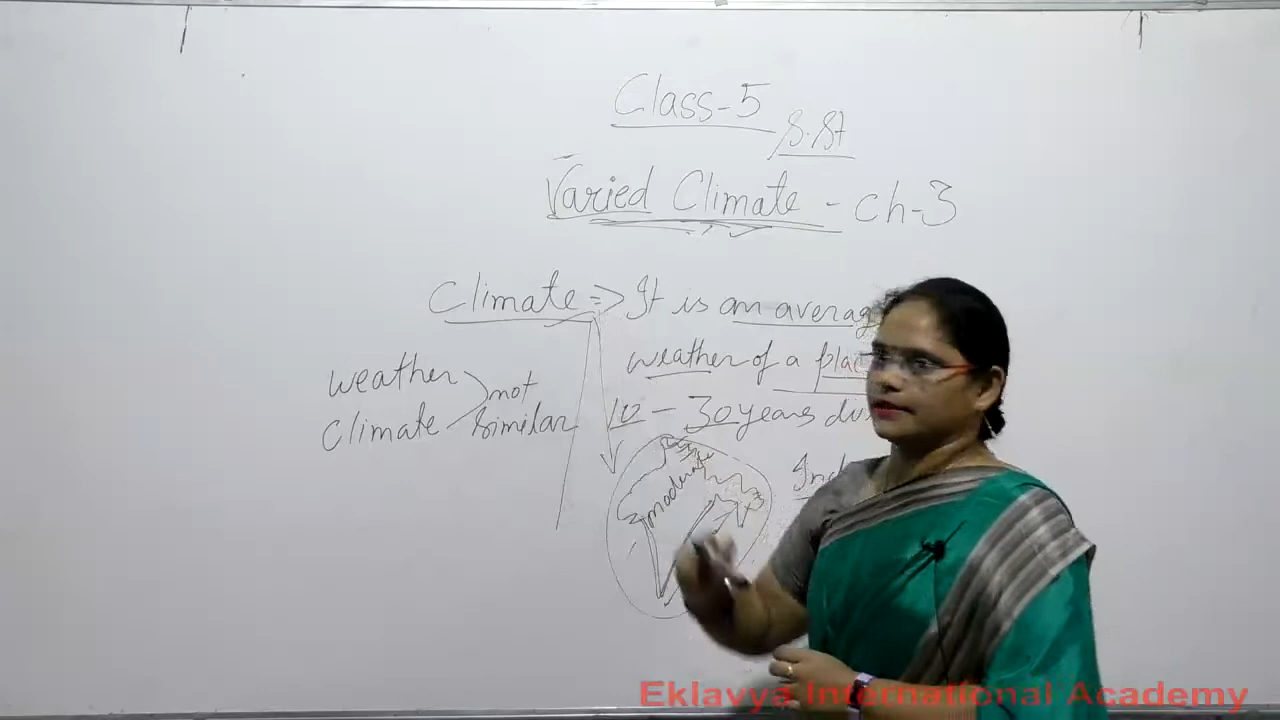 Class-5
S.St
Varied Climate - Ch-3
Climate => It is an averag
weather of a plac
weather
not
climate
similar
10 - 30 years du
moderate
Ind
Eklavya International Academy